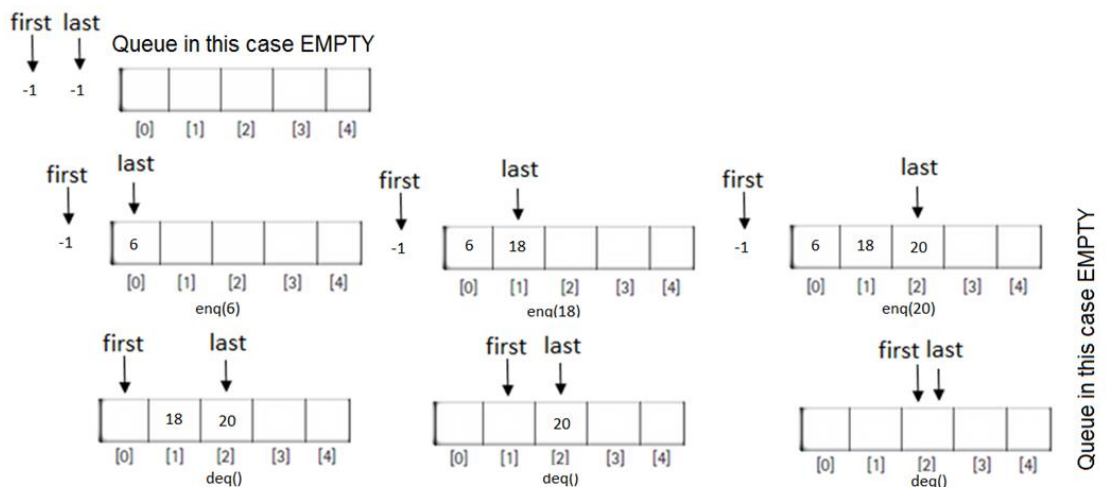 first last
Queue in this case EMPTY
-1 -1
[0] [1] [2] [3] [4]
first last
-1 6
[0] [1] [2] [3] [4]
enq(6)
first last
-1 6 18
[0] [1] [2] [3] [4]
enq(18)
first last
-1 6 18 20
[0] [1] [2] [3] [4]
enq(20)
first last
18 20
[0] [1] [2] [3] [4]
deq()
first last
20
[0] [1] [2] [3] [4]
deq()
first last
[0] [1] [2] [3] [4]
deq()
Queue in this case EMPTY